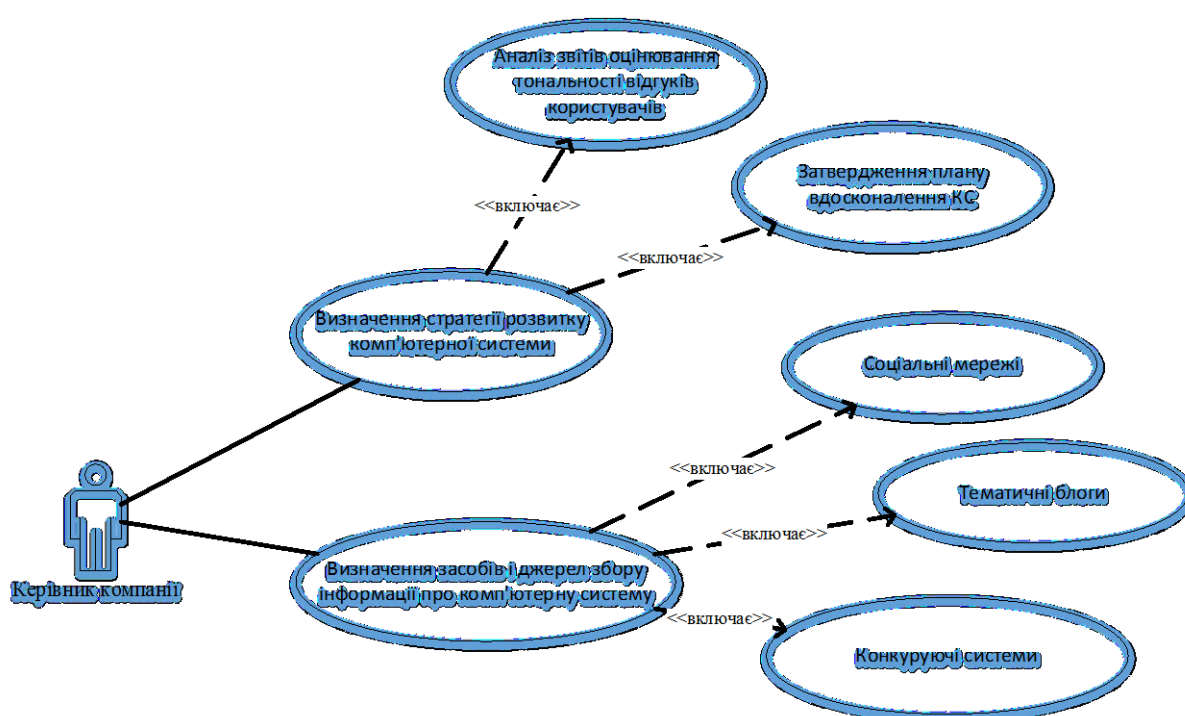 Аналіз звітів оцінювання
тональності відгуків
користувачів
Затвердження плану
вдосконалення КС
<<включає>>
<<включає>>
Визначення стратегії розвитку
комп'ютерної системи
Соціальні мережі
<<включає>>
Тематичні блоги
<<включає>>
Визначення засобів і джерел збору
інформації про комп'ютерну систему
Керівник компанії
<<включає>>
Конкуруючі системи